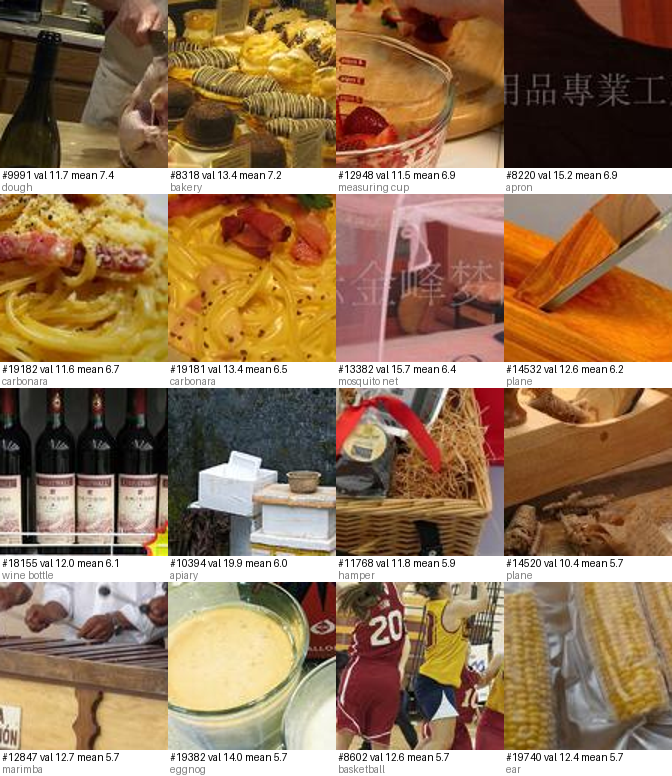 用品專業工
#9991 val 11.7 mean 7.4
dough
#8318 val 13.4 mean 7.2
bakery
#12948 val 11.5 mean 6.9
measuring cup
#8220 val 15.2 mean 6.9
apron
金峰梦
#19182 val 11.6 mean 6.7
carbonara
#19181 val 13.4 mean 6.5
carbonara
#13382 val 15.7 mean 6.4
mosquito net
#14532 val 12.6 mean 6.2
plane
#18155 val 12.0 mean 6.1
wine bottle
#10394 val 19.9 mean 6.0
apiary
#11768 val 11.8 mean 5.9
hamper
#14520 val 10.4 mean 5.7
plane
20
#12847 val 12.7 mean 5.7
marimba
#19382 val 14.0 mean 5.7
eggnog
#8602 val 12.6 mean 5.7
basketball
#19740 val 12.4 mean 5.7
ear